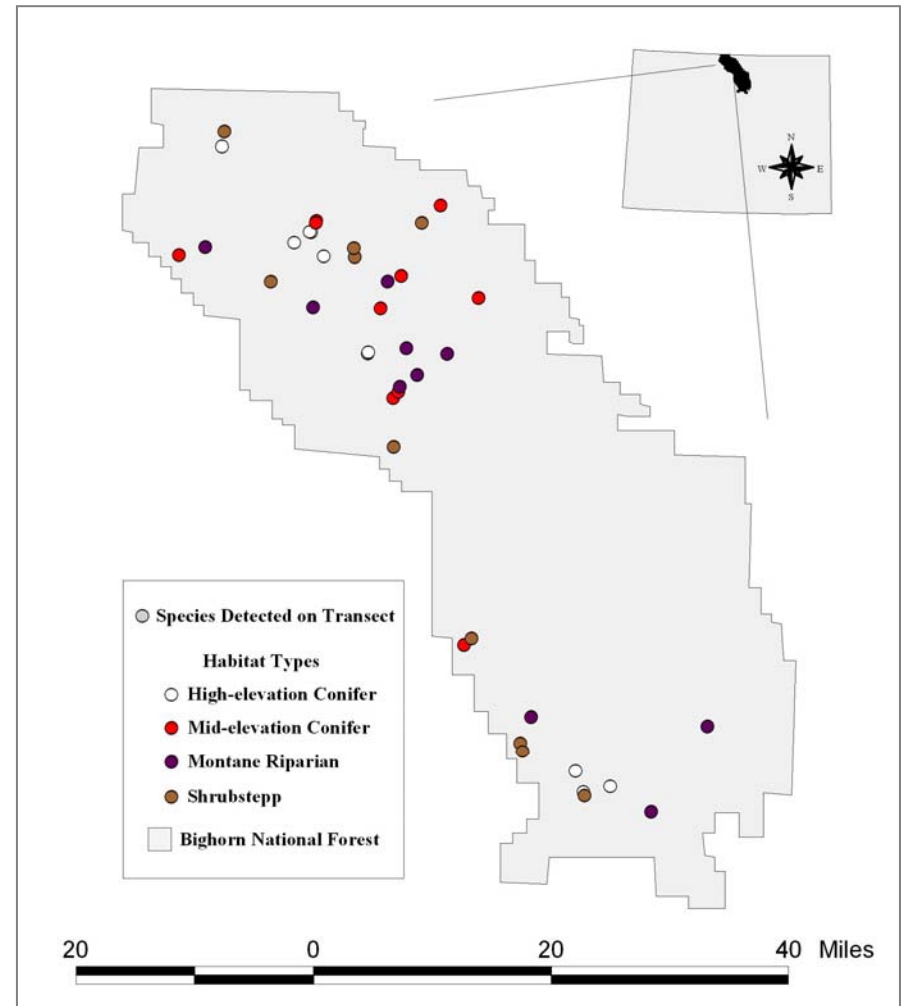 N
W E
S
Species Detected on Transect
Habitat Types
High-elevation Conifer
Mid-elevation Conifer
Montane Riparian
Shrubstepp
Bighorn National Forest
20 0 20 40 Miles